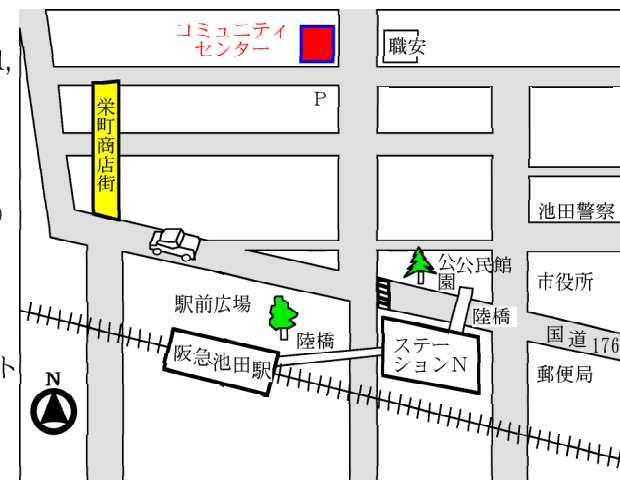 コミュニティ
センター
職安
P
栄町商店街
池田警察
公園
公民館
市役所
駅前広場
陸橋
陸橋
国道176
阪急池田駅
ステー
ションN
郵便局
N